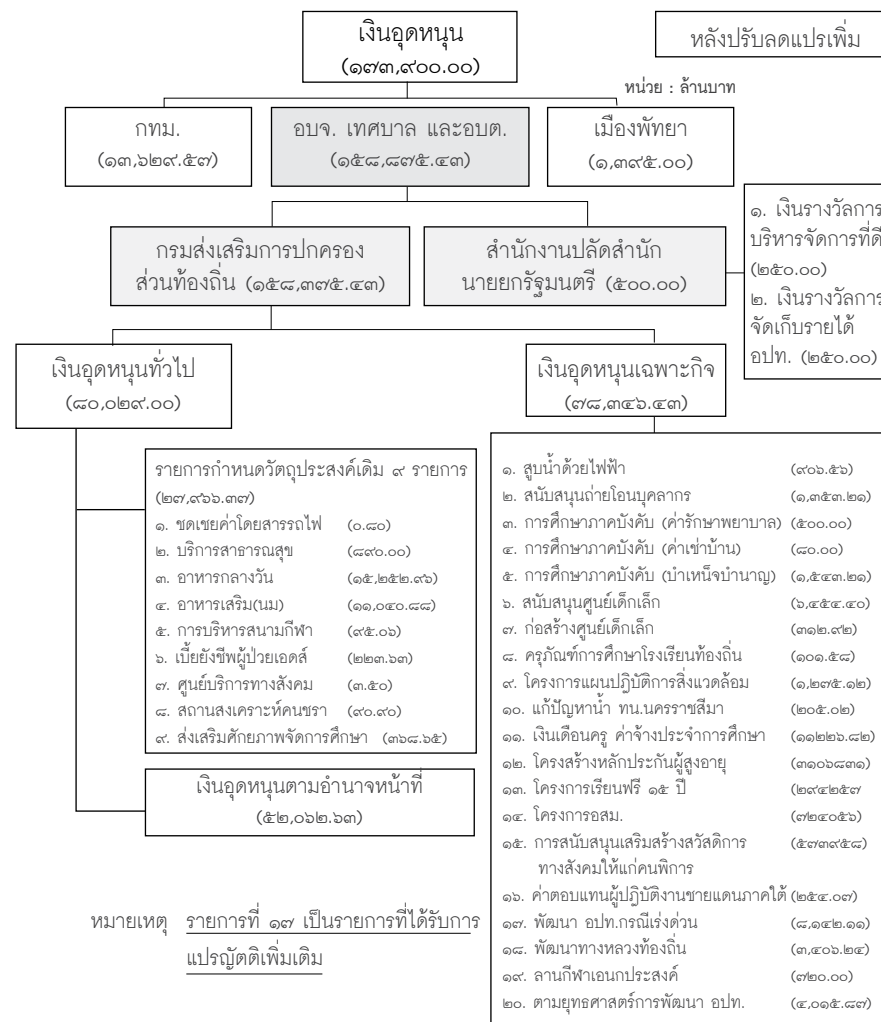 เงินอุดหนุน
(๑๗๓,๙๐๐.๐๐)
หลังปรับลดแปรเพิ่ม
หน่วย : ล้านบาท
กทม.
(๑๓,๖๒๙.๕๗)
อบจ. เทศบาล และอบต.
(๑๕๘,๘๗๕.๔๓)
เมืองพัทยา
(๑,๓๙๕.๐๐)
กรมส่งเสริมการปกครอง
ส่วนท้องถิ่น (๑๕๘,๓๗๕.๔๓)
สำนักงานปลัดสำนัก
นายยกรัฐมนตรี (๕๐๐.๐๐)
๑. เงินรางวัลการ
บริหารจัดการที่ดี
(๒๕๐.๐๐)
๒. เงินรางวัลการ
จัดเก็บรายได้
อปท. (๒๕๐.๐๐)
เงินอุดหนุนทั่วไป
(๘๐,๐๒๙.๐๐)
เงินอุดหนุนเฉพาะกิจ
(๗๘,๓๔๖.๔๓)
รายการกำหนดวัตถุประสงค์เดิม ๙ รายการ
(๒๗,๙๖๖.๓๗)
๑. ชดเชยค่าโดยสารรถไฟ (๐.๘๐)
๒. บริการสาธารณสุข (๘๙๐.๐๐)
๓. อาหารกลางวัน (๑๕,๒๕๒.๙๖)
๔. อาหารเสริม(นม) (๑๑,๐๔๐.๘๘)
๕. การบริหารสนามกีฬา (๙๕.๐๖)
๖. เบี้ยยังชีพผู้ป่วยเอดส์ (๒๒๓.๖๓)
๗. ศูนย์บริการทางสังคม (๓.๕๐)
๘. สถานสงเคราะห์คนชรา (๙๐.๙๐)
๙. ส่งเสริมศักยภาพจัดการศึกษา (๓๖๘.๖๕)
เงินอุดหนุนตามอำนาจหน้าที่
(๕๒,๐๖๒.๖๓)
๑. สูบน้ำด้วยไฟฟ้า (๙๐๖.๕๖)
๒. สนับสนุนถ่ายโอนบุคลากร (๑,๓๕๓.๒๑)
๓. การศึกษาภาคบังคับ (ค่ารักษาพยาบาล) (๕๐๐.๐๐)
๔. การศึกษาภาคบังคับ (ค่าเช่าบ้าน) (๘๐.๐๐)
๕. การศึกษาภาคบังคับ (บำเหน็จบำนาญ) (๑,๕๔๓.๒๑)
๖. สนับสนุนศูนย์เด็กเล็ก (๖,๔๕๔.๔๐)
๗. ก่อสร้างศูนย์เด็กเล็ก (๓๑๒.๙๒)
๘. ครุภัณฑ์การศึกษาโรงเรียนท้องถิ่น (๑๐๑.๕๘)
๙. โครงการแผนปฏิบัติการสิ่งแวดล้อม (๑,๒๗๕.๑๒)
๑๐. แก้ปัญหาน้ำ ทน.นครราชสีมา (๒๐๕.๐๒)
๑๑. เงินเดือนครู ค่าจ้างประจำการศึกษา (๑๑๒๒๖.๘๒)
๑๒. โครงสร้างหลักประกันผู้สูงอายุ (๓๑๐๖๘๓๑)
๑๓. โครงการเรียนฟรี ๑๕ ปี (๒๙๔๒๕๗
๑๔. โครงการอสม. (๗๒๔๐๕๖)
๑๕. การสนับสนุนเสริมสร้างสวัสดิการ (๕๗๓๙๕๘)
ทางสังคมให้แก่คนพิการ
๑๖. ค่าตอบแทนผู้ปฏิบัติงานชายแดนภาคใต้ (๒๕๔.๐๗)
๑๗. พัฒนา อปท.กรณีเร่งด่วน (๘,๑๔๒.๑๑)
๑๘. พัฒนาทางหลวงท้องถิ่น (๓,๔๐๖.๒๔)
๑๙. ลานกีฬาเอนกประสงค์ (๗๒๐.๐๐)
๒๐. ตามยุทธศาสตร์การพัฒนา อปท. (๔,๐๑๕.๘๗)
หมายเหตุ รายการที่ ๑๗ เป็นรายการที่ได้รับการ
แปรญัตติเพิ่มเติม